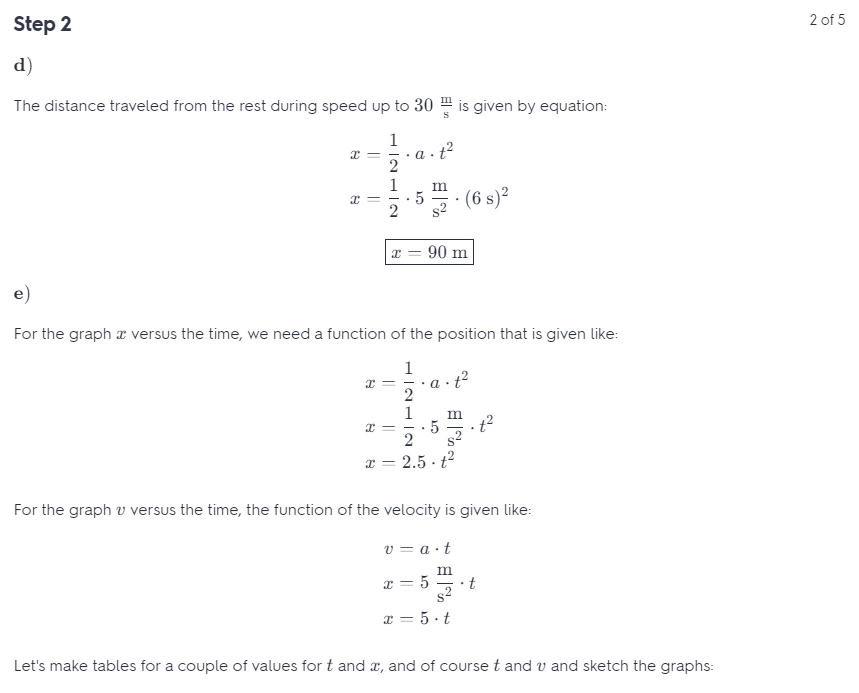 Step 2
2 of 5
d)
The distance traveled from the rest during speed up to 30 m/s is given by equation:
x = 1/2 · a · t²
x = 1/2 · 5 m/s² · (6 s)²
x = 90 m
e)
For the graph x versus the time, we need a function of the position that is given like:
x = 1/2 · a · t²
x = 1/2 · 5 m/s² · t²
x = 2.5 · t²
For the graph v versus the time, the function of the velocity is given like:
v = a · t
x = 5 m/s² · t
x = 5 · t
Let's make tables for a couple of values for t and x, and of course t and v and sketch the graphs: